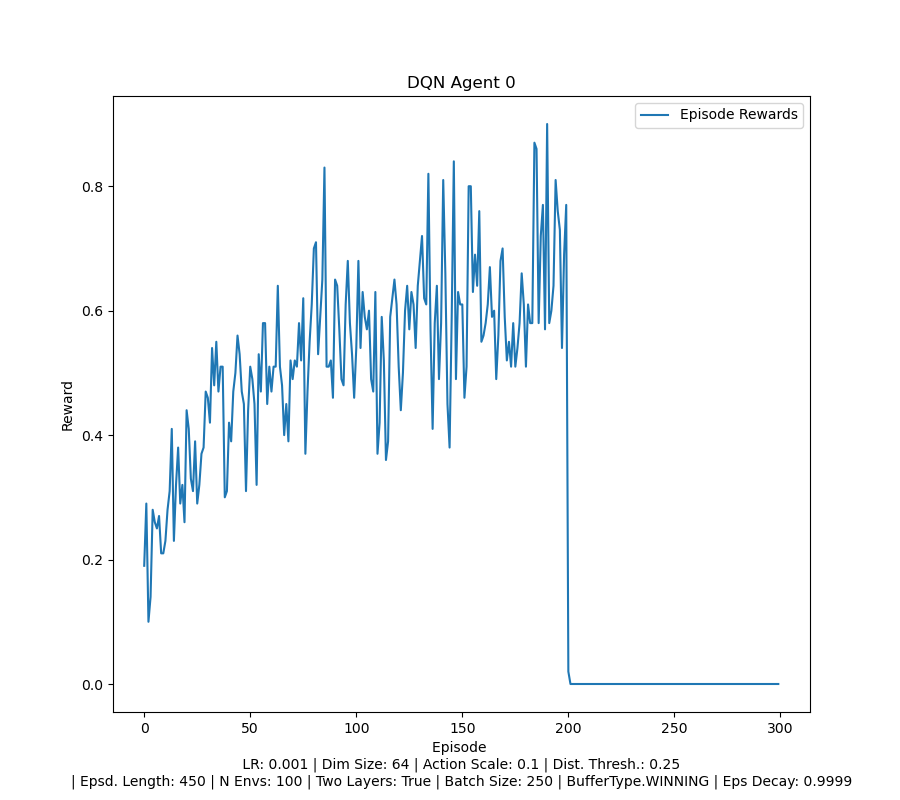 DQN Agent 0
Episode Rewards
0.8
0.6
0.4
0.2
0.0
Reward
0 50 100 150 200 250 300
Episode
LR: 0.001 | Dim Size: 64 | Action Scale: 0.1 | Dist. Thresh.: 0.25
| Epsd. Length: 450 | N Envs: 100 | Two Layers: True | Batch Size: 250 | BufferType.WINNING | Eps Decay: 0.9999